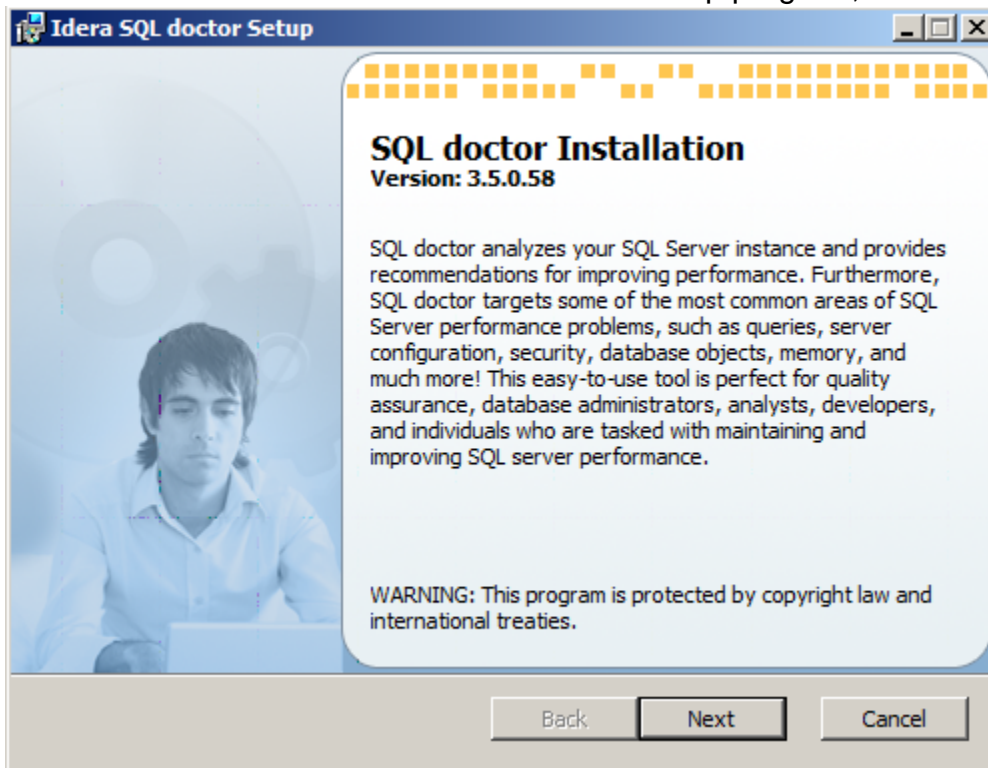 Idera SQL doctor Setup
SQL doctor Installation
Version: 3.5.0.58
SQL doctor analyzes your SQL Server instance and provides
recommendations for improving performance. Furthermore,
SQL doctor targets some of the most common areas of SQL
Server performance problems, such as queries, server
configuration, security, database objects, memory, and
much more! This easy-to-use tool is perfect for quality
assurance, database administrators, analysts, developers,
and individuals who are tasked with maintaining and
improving SQL server performance.
WARNING: This program is protected by copyright law and
international treaties.
Back Next Cancel